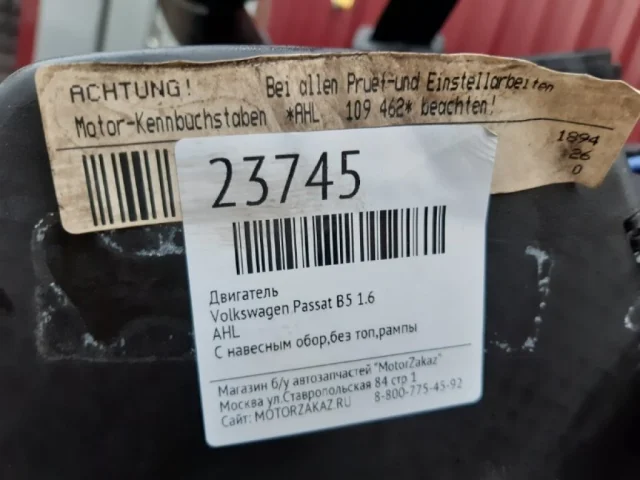 ACHTUNG! Bei allen Pruef-und Einstellarbeiten
Motor-Kennbuchstaben *AHL 109 462* beachten!
1894
26
0
23745
Двигатель
Volkswagen Passat B5 1.6
AHL
С навесным обор,без топ,рампы
Магазин б/у автозапчастей "MotorZakaz"
Москва ул.Ставропольская 84 стр 1
Сайт: MOTORZAKAZ.RU 8-800-775-45-92